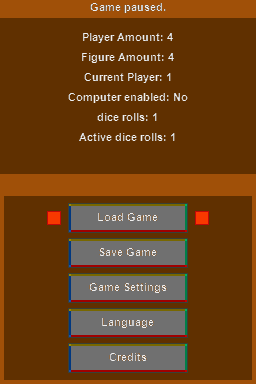 Game paused.
Player Amount: 4
Figure Amount: 4
Current Player: 1
Computer enabled: No
dice rolls: 1
Active dice rolls: 1
Load Game
Save Game
Game Settings
Language
Credits